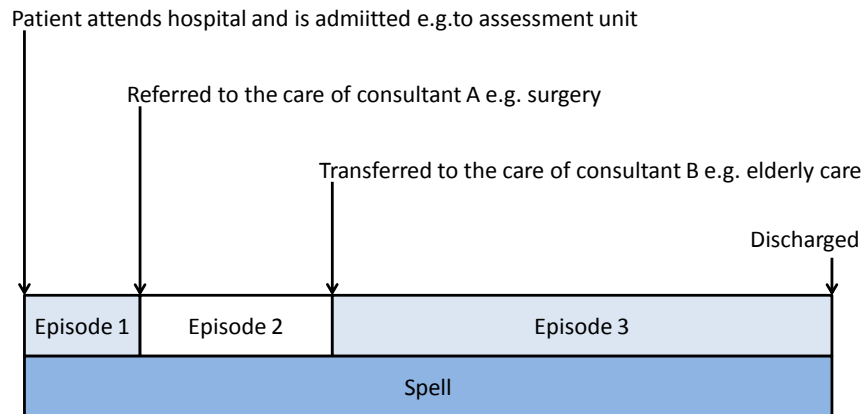 Patient attends hospital and is admiitted e.g.to assessment unit
Referred to the care of consultant A e.g. surgery
Transferred to the care of consultant B e.g. elderly care
Discharged
Episode 1
Episode 2
Episode 3
Spell